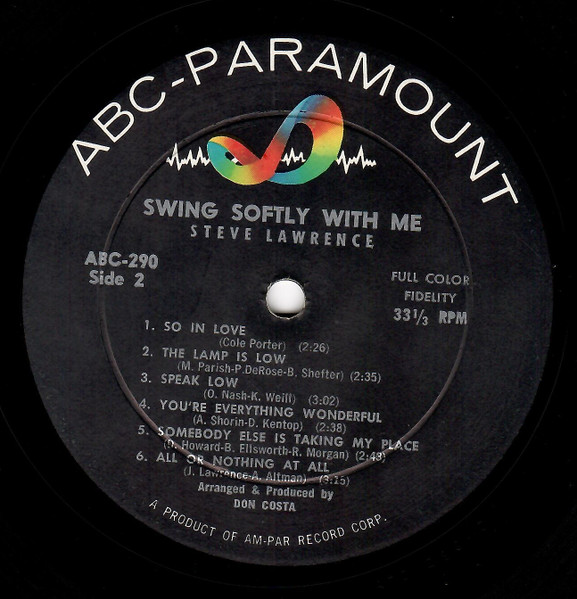 ABC-PARAMOUNT
SWING SOFTLY WITH ME
STEVE LAWRENCE
ABC-290
Side 2
FULL COLOR
FIDELITY
33 1/3 RPM
1. SO IN LOVE
(Cole Porter) (2:26)
2. THE LAMP IS LOW
(M. Parish-P.DeRose-B. Shefter) (2:35)
3. SPEAK LOW
(O. Nash-K. Weill) (3:02)
4. YOU'RE EVERYTHING WONDERFUL
(A. Shorin-D. Kentop) (2:38)
5. SOMEBODY ELSE IS TAKING MY PLACE
(D. Howard-B. Ellsworth-R. Morgan) (2:43)
6. ALL OR NOTHING AT ALL
(J. Lawrence-A. Altman) (3:25)
Arranged & Produced by
DON COSTA
A PRODUCT OF AM-PAR RECORD CORP.